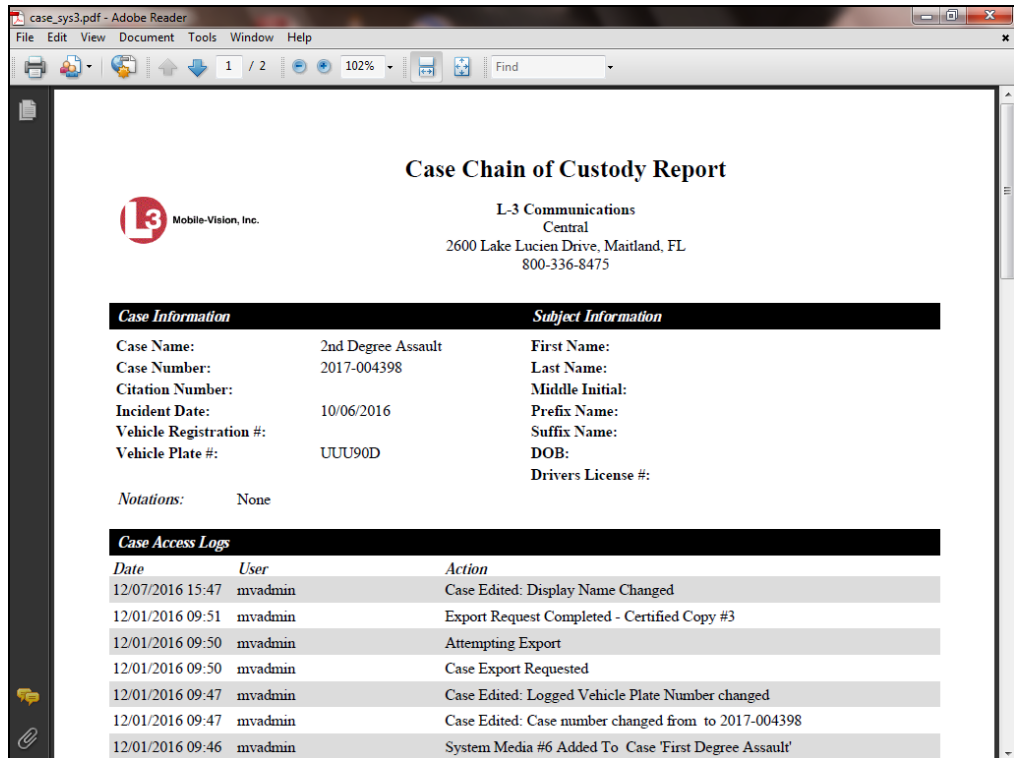 case_sys3.pdf - Adobe Reader
File Edit View Document Tools Window Help
1 / 2 102% Find
Case Chain of Custody Report
L3 Mobile-Vision, Inc.
L-3 Communications
Central
2600 Lake Lucien Drive, Maitland, FL
800-336-8475
Case Information Subject Information
Case Name: 2nd Degree Assault First Name:
Case Number: 2017-004398 Last Name:
Citation Number: Middle Initial:
Incident Date: 10/06/2016 Prefix Name:
Vehicle Registration #: Suffix Name:
Vehicle Plate #: UUU90D DOB:
Drivers License #:
Notations: None
Case Access Logs
Date User Action
12/07/2016 15:47 mvadmin Case Edited: Display Name Changed
12/01/2016 09:51 mvadmin Export Request Completed - Certified Copy #3
12/01/2016 09:50 mvadmin Attempting Export
12/01/2016 09:50 mvadmin Case Export Requested
12/01/2016 09:47 mvadmin Case Edited: Logged Vehicle Plate Number changed
12/01/2016 09:47 mvadmin Case Edited: Case number changed from to 2017-004398
12/01/2016 09:46 mvadmin System Media #6 Added To Case 'First Degree Assault'